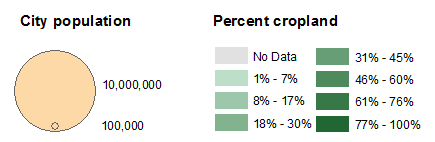 City population
10,000,000
100,000
Percent cropland
No Data
1% - 7%
8% - 17%
18% - 30%
31% - 45%
46% - 60%
61% - 76%
77% - 100%